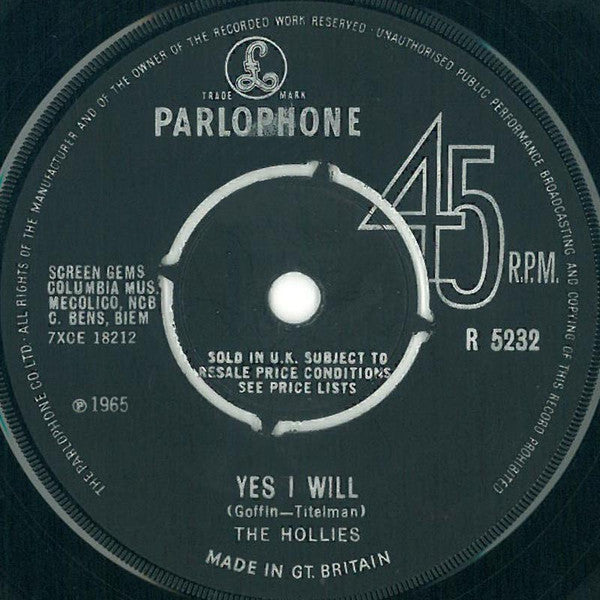 THE PARLOPHONE CO LTD · ALL RIGHTS OF THE MANUFACTURER AND OF THE OWNER OF THE RECORDED WORK RESERVED · UNAUTHORISED PUBLIC PERFORMANCE BROADCASTING AND COPYING OF THIS RECORD PROHIBITED
£
TRADE MARK
PARLOPHONE
45
R.P.M.
SCREEN GEMS
COLUMBIA MUS.
MECOLICO, NCB
C. BENS, BIEM
7XCE 18212
R 5232
SOLD IN U.K. SUBJECT TO
RESALE PRICE CONDITIONS,
SEE PRICE LISTS
℗ 1965
YES I WILL
(Goffin—Titelman)
THE HOLLIES
MADE IN GT. BRITAIN